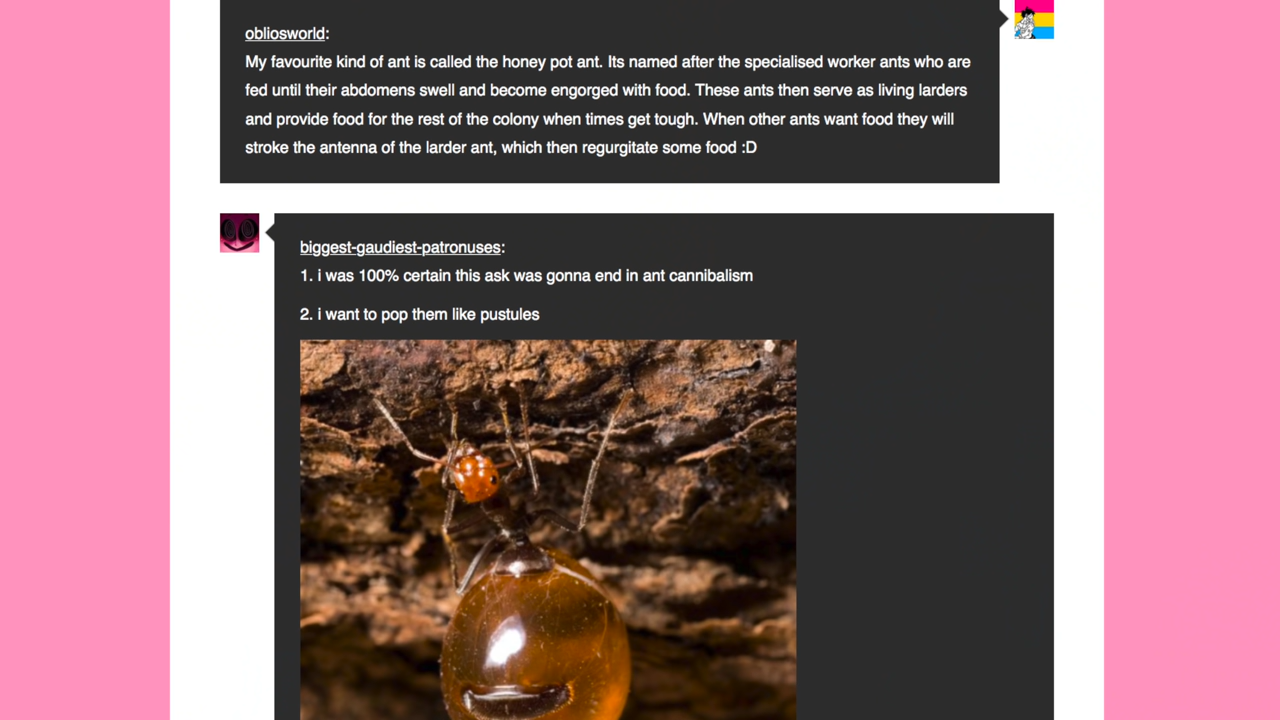 obliosworld:
My favourite kind of ant is called the honey pot ant. Its named after the specialised worker ants who are
fed until their abdomens swell and become engorged with food. These ants then serve as living larders
and provide food for the rest of the colony when times get tough. When other ants want food they will
stroke the antenna of the larder ant, which then regurgitate some food :D
biggest-gaudiest-patronuses:
1. i was 100% certain this ask was gonna end in ant cannibalism
2. i want to pop them like pustules